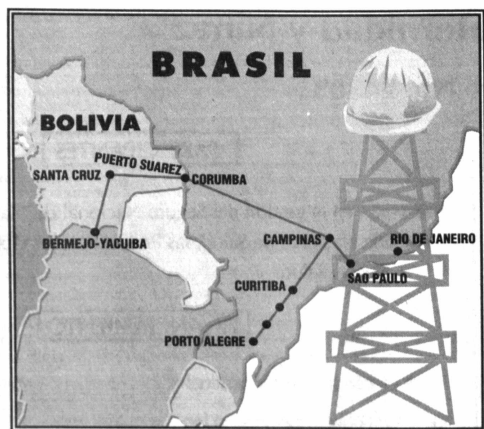 BRASIL
BOLIVIA
PUERTO SUAREZ
SANTA CRUZ
CORUMBA
BERMEJO-YACUIBA
CAMPINAS
RIO DE JANEIRO
SAO PAULO
CURITIBA
PORTO ALEGRE